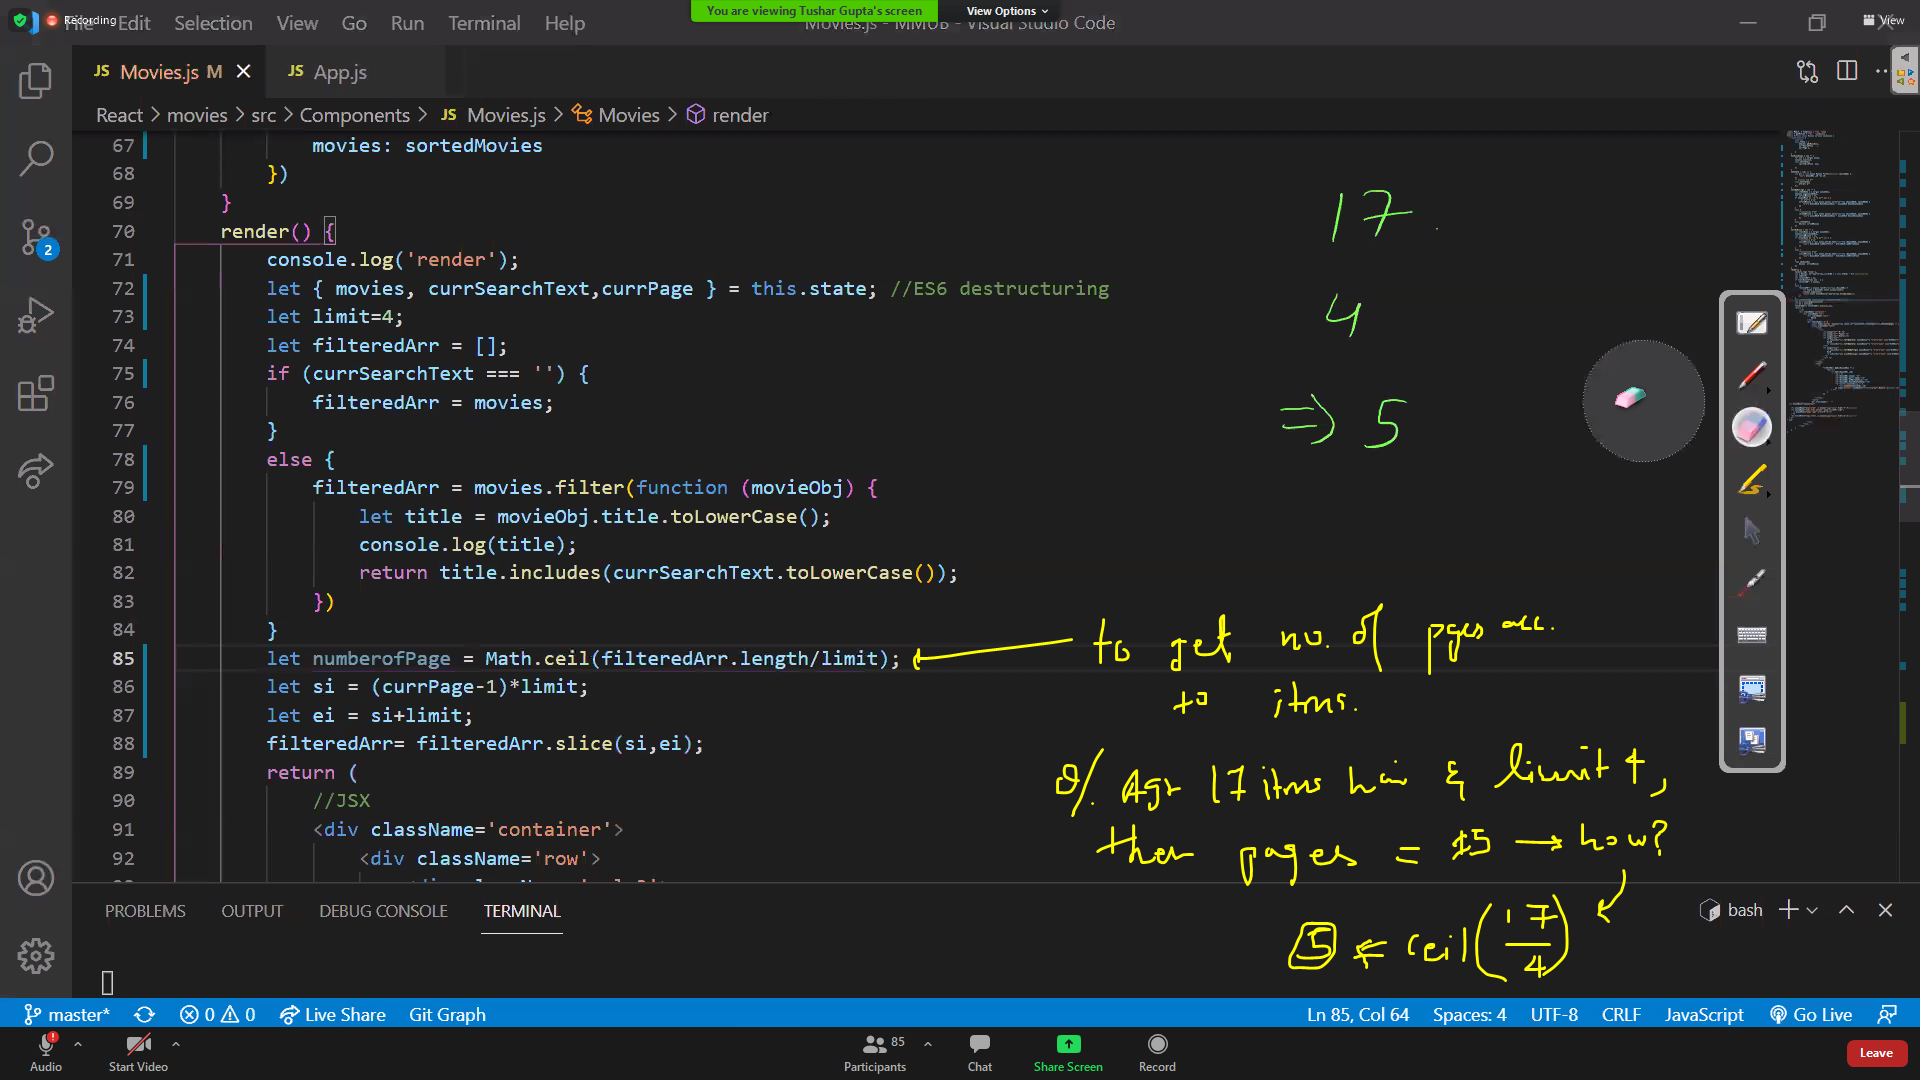 Recording
File Edit Selection View Go Run Terminal Help
You are viewing Tushar Gupta's screen
View Options
Movies.js - MMUB - Visual Studio Code
View
JS Movies.js M
JS App.js
React > movies > src > Components > JS Movies.js > Movies > render
67 movies: sortedMovies
68 })
69 }
70 render() {
71 console.log('render');
72 let { movies, currSearchText,currPage } = this.state; //ES6 destructuring
73 let limit=4;
74 let filteredArr = [];
75 if (currSearchText === '') {
76 filteredArr = movies;
77 }
78 else {
79 filteredArr = movies.filter(function (movieObj) {
80 let title = movieObj.title.toLowerCase();
81 console.log(title);
82 return title.includes(currSearchText.toLowerCase());
83 })
84 }
85 let numberofPage = Math.ceil(filteredArr.length/limit);
86 let si = (currPage-1)*limit;
87 let ei = si+limit;
88 filteredArr= filteredArr.slice(si,ei);
89 return (
90 //JSX
91 <div className='container'>
92 <div className='row'>
17
4
=> 5
to get no. of pges acc.
to itms.
Agr 17 itms hai & limit 4,
then pages = 5 → how?
5 ← ceil(17/4)
2
PROBLEMS OUTPUT DEBUG CONSOLE TERMINAL
bash
master* 0 0 Live Share Git Graph
Ln 85, Col 64 Spaces: 4 UTF-8 CRLF JavaScript Go Live
Audio
Start Video
Participants 85
Chat
Share Screen
Record
Leave